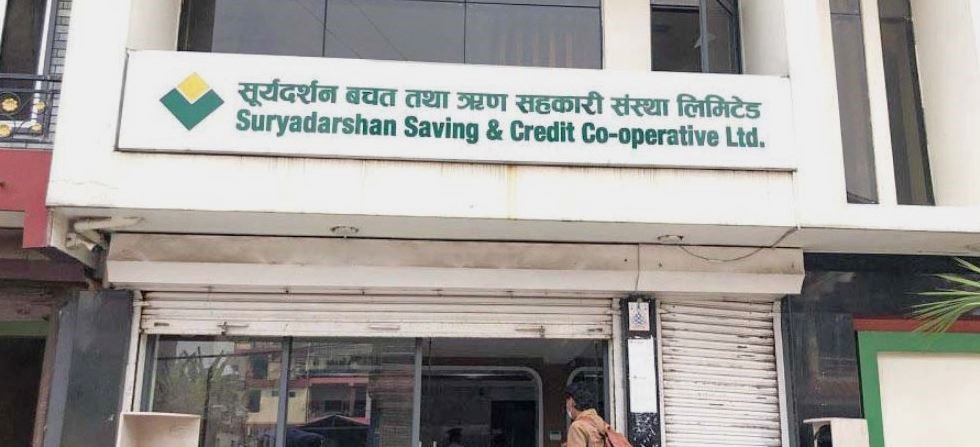 सूर्यदर्शन बचत तथा ऋण सहकारी संस्था लिमिटेड
Suryadarshan Saving & Credit Co-operative Ltd.